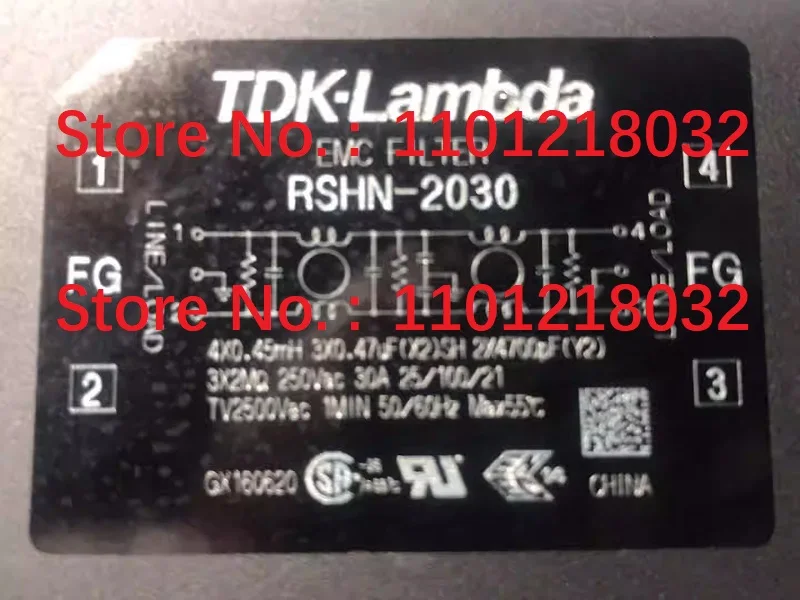 TDK-Lambda
Store No.: 1101218032
EMC FILTER
1
4
RSHN-2030
LINE/LOAD
1
4
LINE/LOAD
FG
FG
Store No.: 1101218032
2
4X0.45mH 3X0.47uF(X2)SH 2X4700pF(Y2)
2
3X2MΩ 250Vac 30A 25/100/21
3
TV2500Vac 1MIN 50/60Hz Max55℃
GX160620
CHINA